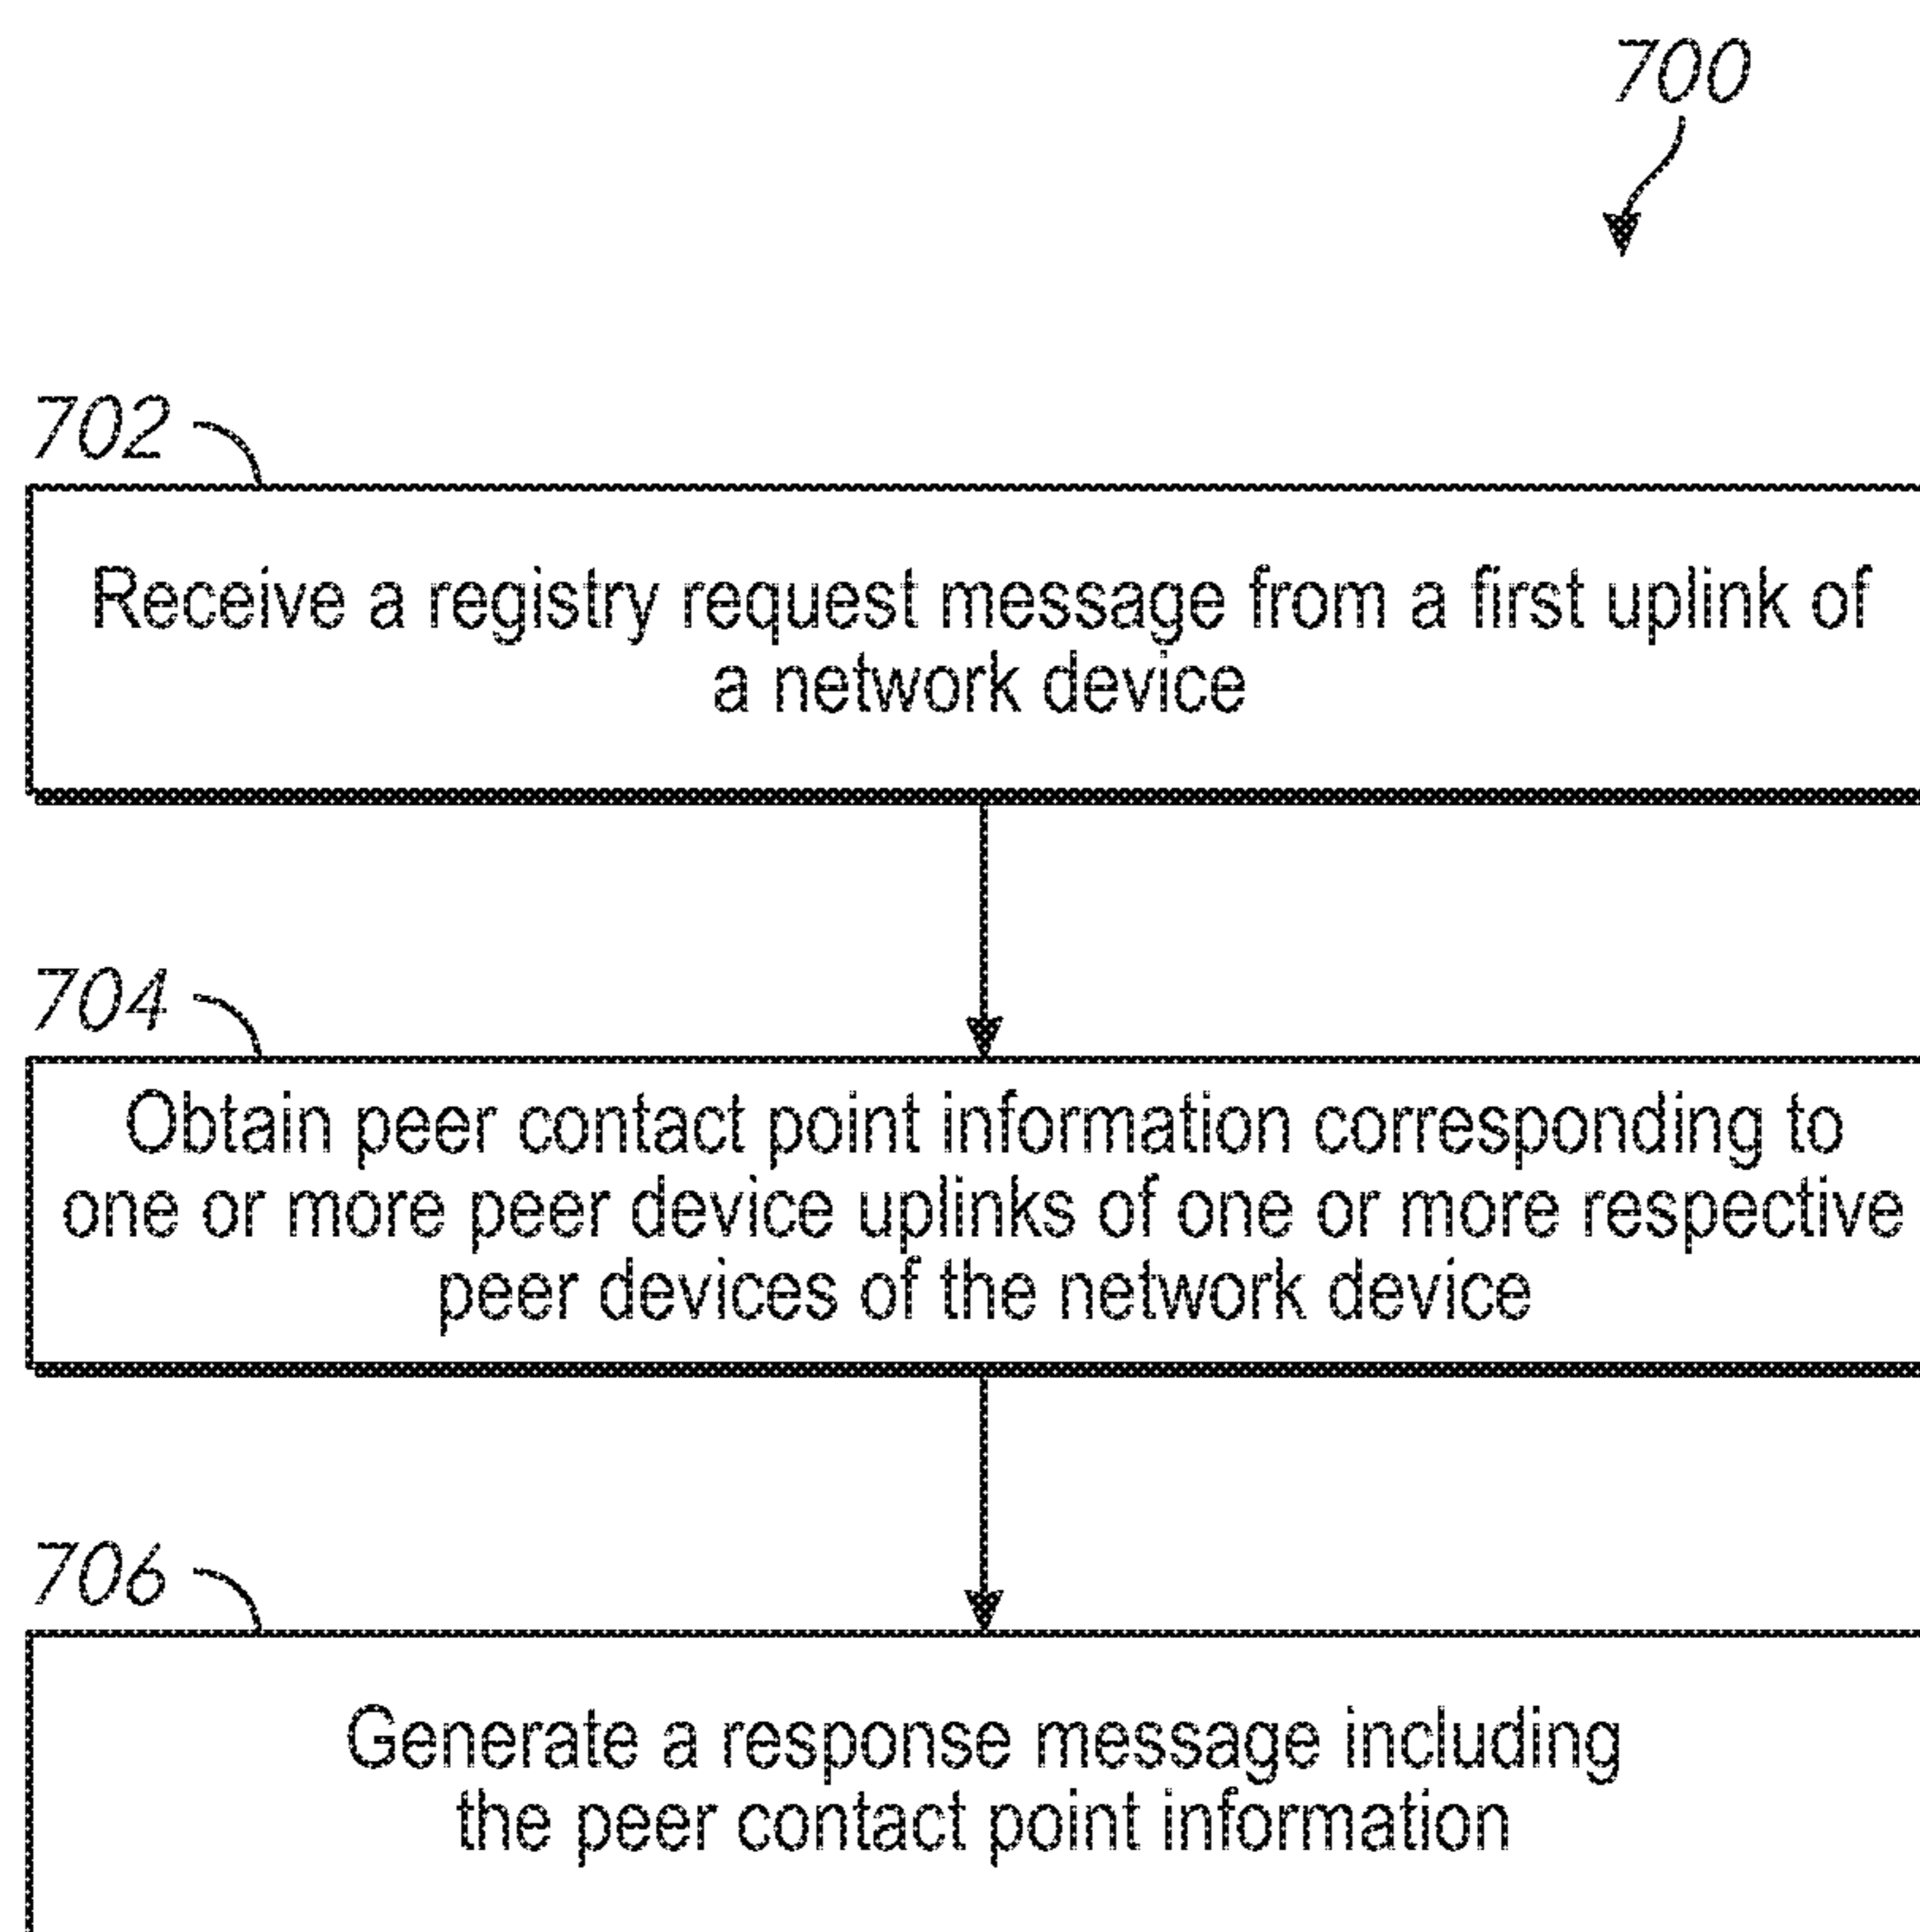 700
702
Receive a registry request message from a first uplink of
a network device
704
Obtain peer contact point information corresponding to
one or more peer device uplinks of one or more respective
peer devices of the network device
706
Generate a response message including
the peer contact point information